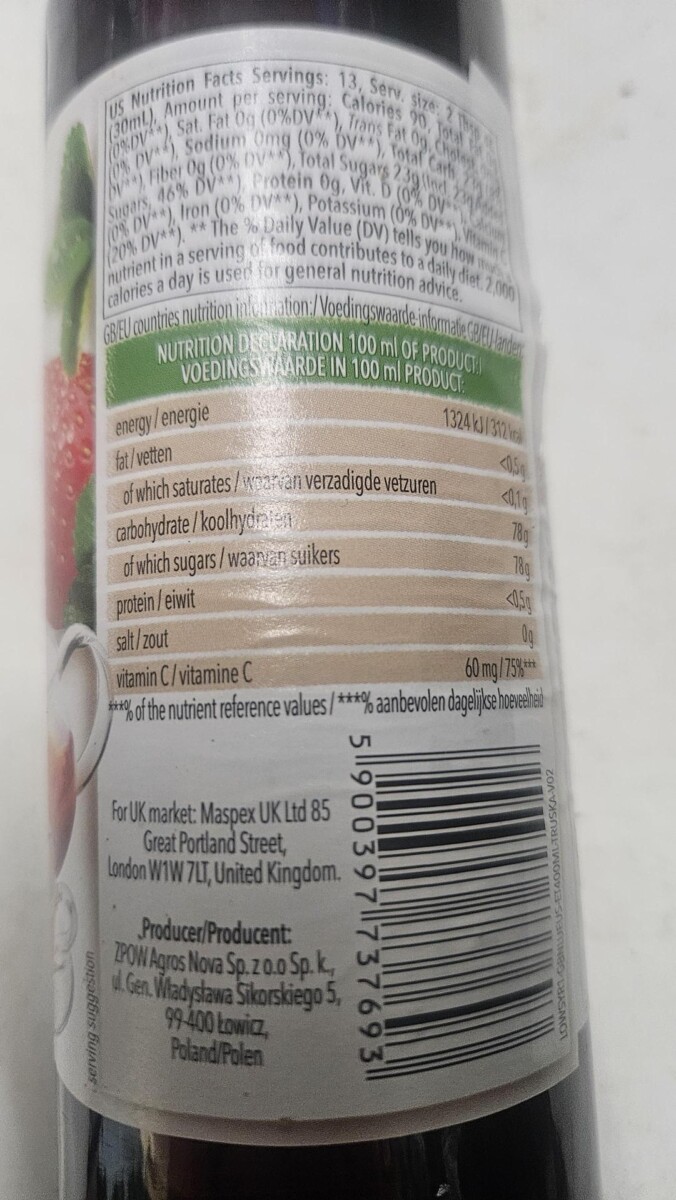 US Nutrition Facts Servings: 13, Serv. size: 2
(30mL), Amount per serving: Calories 90, Total
(0%DV**), Sat. Fat 0g (0%DV**), Trans Fat 0g,
(0% DV**), Sodium 0mg (0% DV**), Total Carb.
DV**), Fiber 0g (0% DV**), Total Sugars 23g (Incl. 23g
Sugars, 46% DV**), Protein 0g, Vit. D (0% DV**),
(0% DV**), Iron (0% DV**), Potassium (0% DV**), Vitamin C
(20% DV**). ** The % Daily Value (DV) tells you how
nutrient in a serving of food contributes to a daily diet. 2,000
calories a day is used for general nutrition advice.
GB/EU countries nutrition information:/Voedingswaarde-informatie GB/EU-landen
NUTRITION DECLARATION 100 ml OF PRODUCT:/
VOEDINGSWAARDE IN 100 ml PRODUCT:
energy/energie 1324 kJ/312 kcal
fat/vetten <0,5g
of which saturates/waarvan verzadigde vetzuren <0,1g
carbohydrate/koolhydraten 78g
of which sugars/waarvan suikers 78g
protein/eiwit <0,5g
salt/zout 0g
vitamin C/vitamine C 60 mg/75%***
***% of the nutrient reference values/***% aanbevolen dagelijkse hoeveelheid
For UK market: Maspex UK Ltd 85
Great Portland Street,
London W1W 7LT, United Kingdom.
Producer/Producent:
ZPOW Agros Nova Sp. z o.o Sp. k.,
ul. Gen. Władysława Sikorskiego 5,
99-400 Łowicz,
Poland/Polen
5 900397 737693
serving suggestion